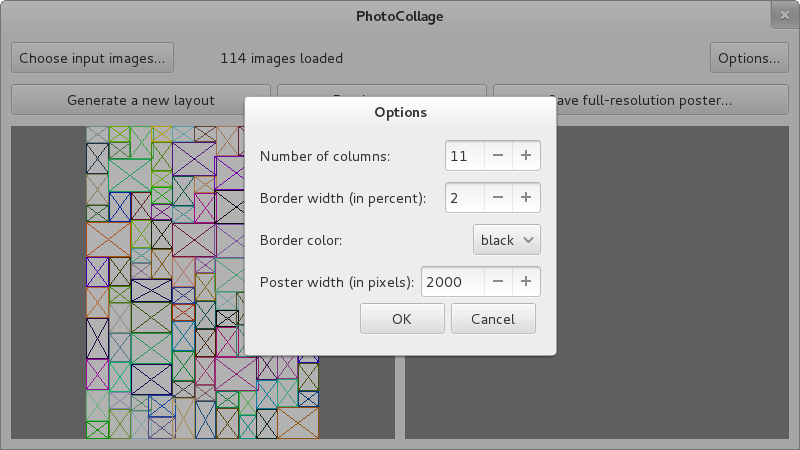 PhotoCollage
Choose input images... 114 images loaded Options...
Generate a new layout save full-resolution poster...
Options
Number of columns: 11
Border width (in percent): 2
Border color: black
Poster width (in pixels): 2000
OK Cancel